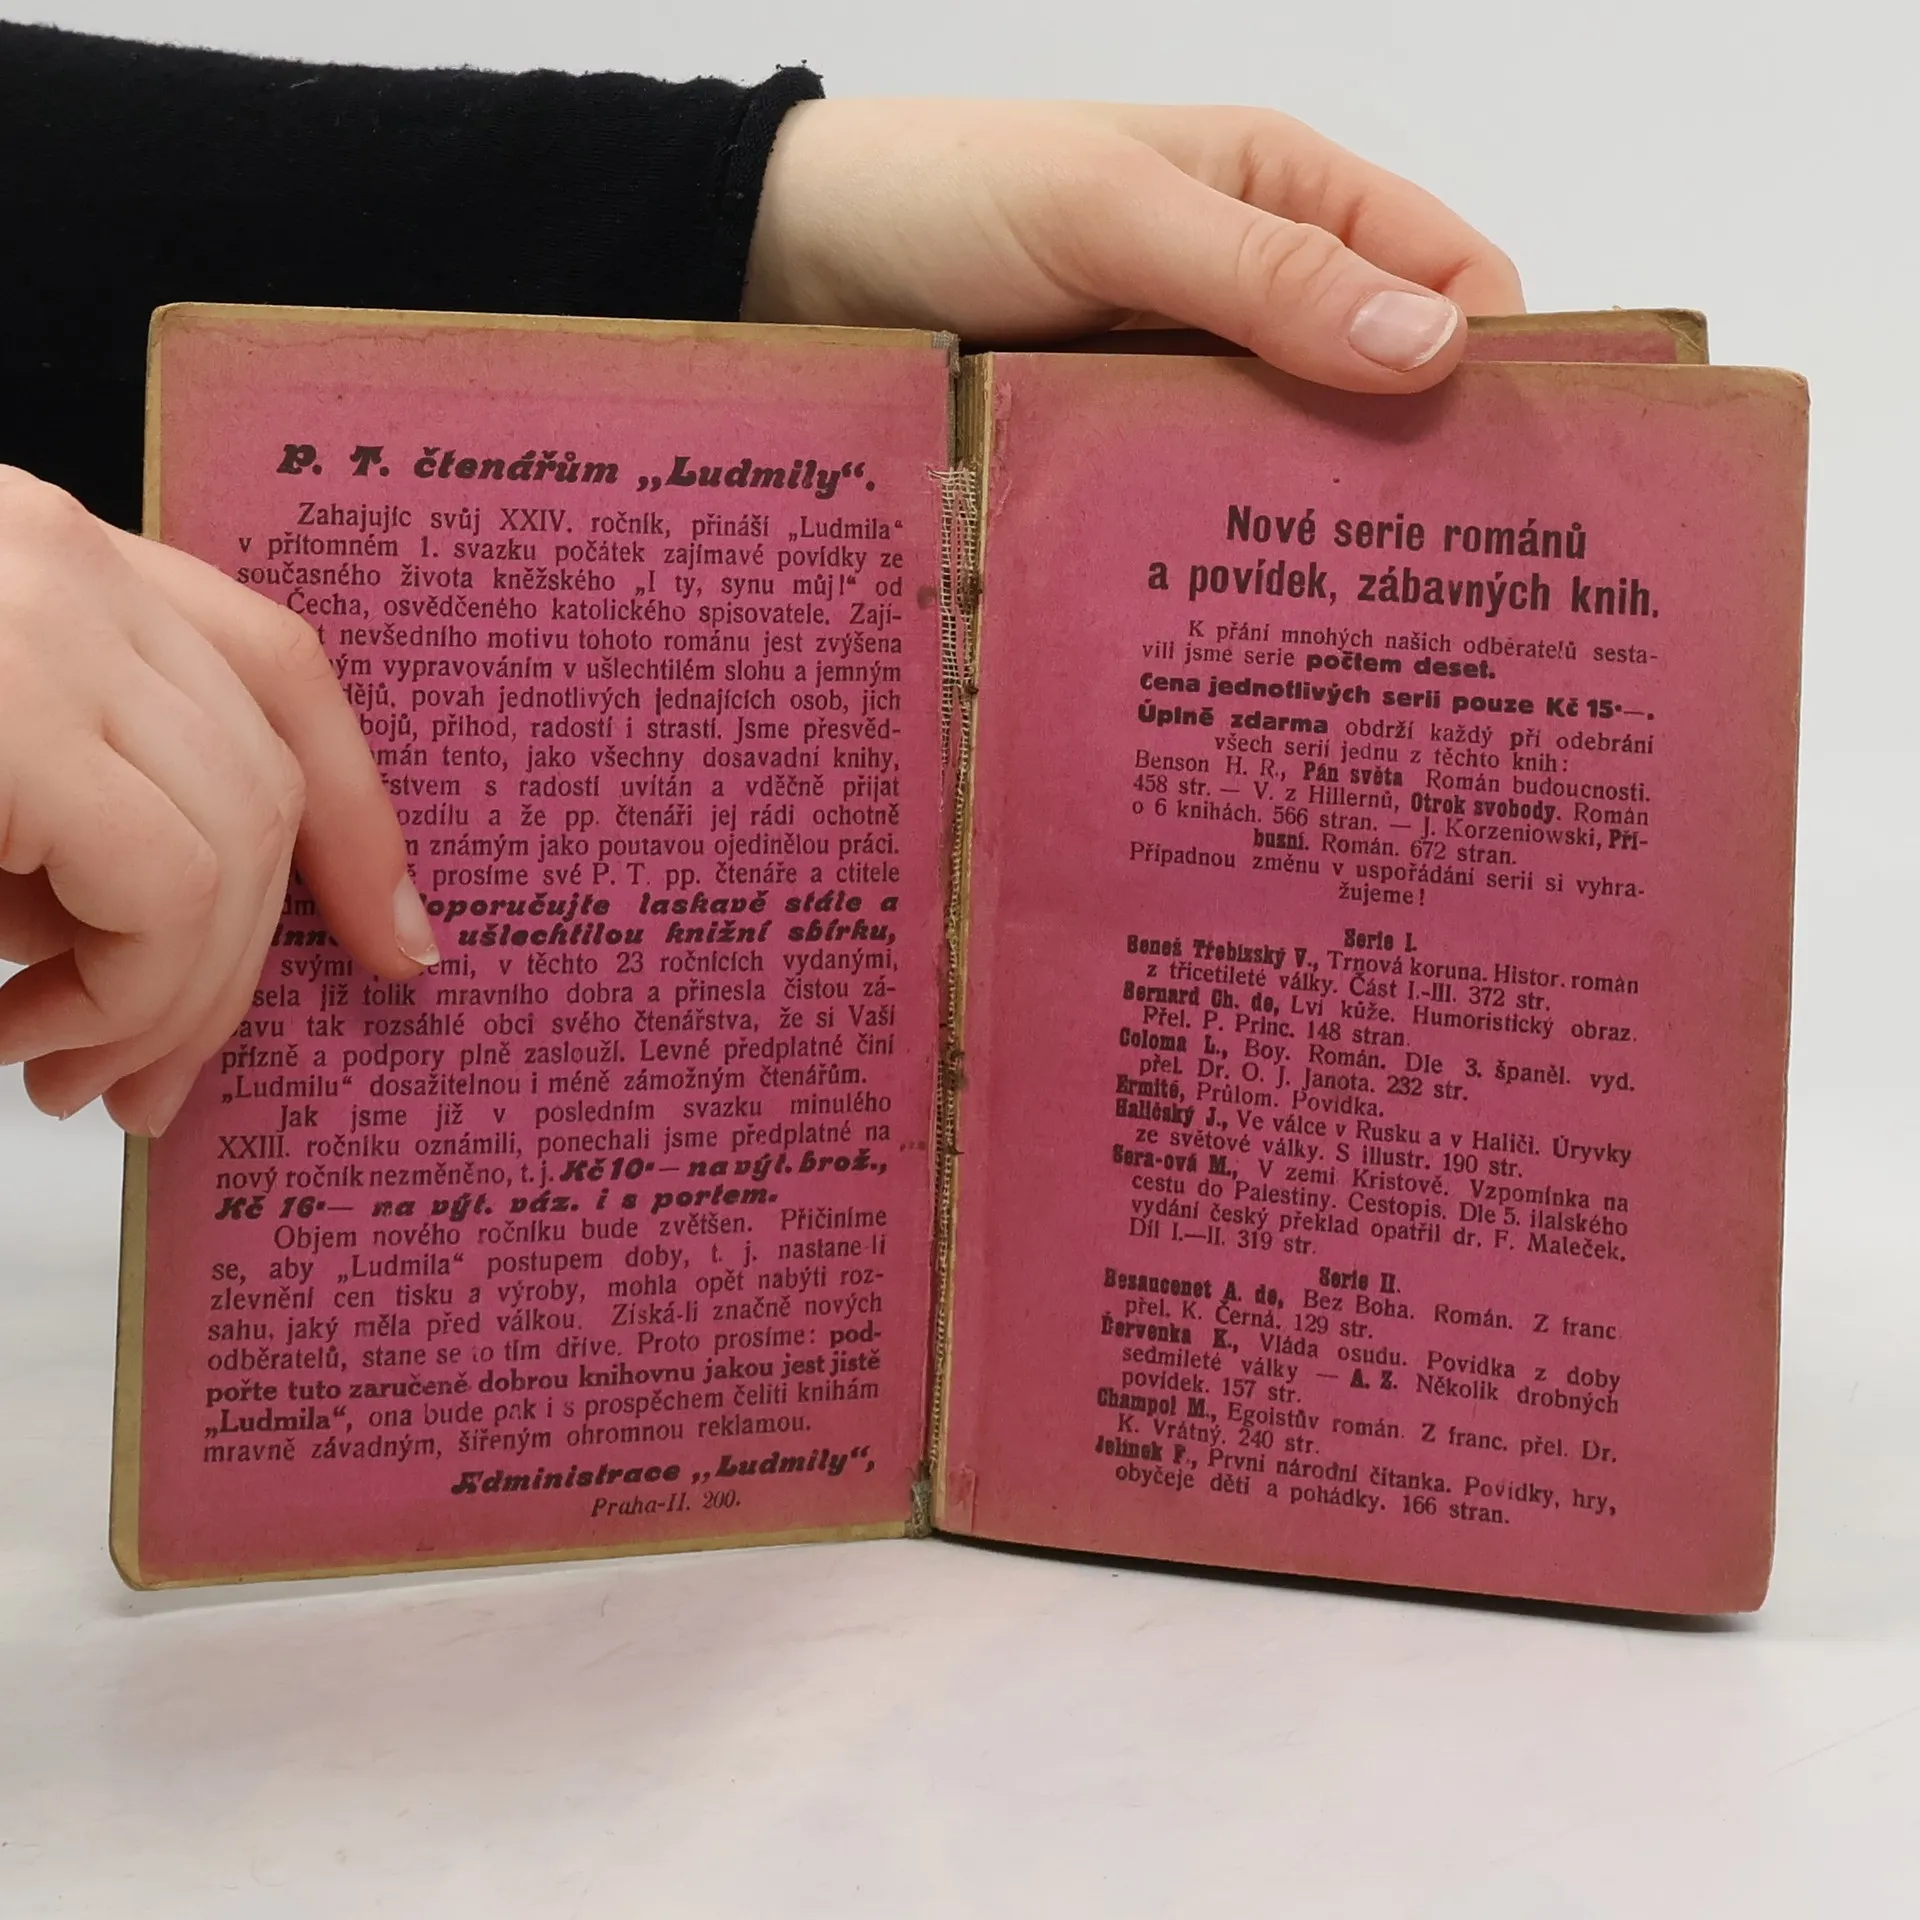 P. T. čtenářům „Ludmily“.
Zahajujíc svůj XXIV. ročník, přináší „Ludmila“
v přítomném 1. svazku počátek zajímavé povídky ze
současného života kněžského „I ty, synu můj!“ od
Čecha, osvědčeného katolického spisovatele. Zají-
nevšedního motivu tohoto románu jest zvýšena
vypravováním v ušlechtilém slohu a jemným
povah jednotlivých jednajících osob, jich
příhod, radostí i strastí. Jsme přesvěd-
tento, jako všechny dosavadní knihy,
s radostí uvítán a vděčně přijat
a že pp. čtenáři jej rádi ochotně
známým jako poutavou ojedinělou práci.
prosíme své P. T. pp. čtenáře a ctitele
doporučujte laskavě stále a
ušlechtilou knižní sbírku,
svými v těchto 23 ročnících vydanými,
již tolik mravního dobra a přinesla čistou zá-
bavu tak rozsáhlé obci svého čtenářstva, že si Vaší
přízně a podpory plně zaslouží. Levné předplatné činí
„Ludmilu“ dosažitelnou i méně zámožným čtenářům.
Jak jsme již v posledním svazku minulého
XXIII. ročníku oznámili, ponechali jsme předplatné na
nový ročník nezměněno, t. j. Kč 10·— na výt. brož.,
Kč 16·— na výt. váz. i s portem.
Objem nového ročníku bude zvětšen. Přičiníme
se, aby „Ludmila“ postupem doby, t. j. nastane-li
zlevnění cen tisku a výroby, mohla opět nabýti roz-
sahu, jaký měla před válkou. Získá-li značně nových
odběratelů, stane se to tím dříve. Proto prosíme: pod-
pořte tuto zaručeně dobrou knihovnu jakou jest jistě
„Ludmila“, ona bude pak i s prospěchem čeliti knihám
mravně závadným, šířeným ohromnou reklamou.
Administrace „Ludmily“,
Praha-II. 200.
Nové serie románů
a povídek, zábavných knih.
K přání mnohých našich odběratelů sesta-
vili jsme serie počtem deset.
Cena jednotlivých serií pouze Kč 15·—.
Úplně zdarma obdrží každý při odebrání
všech serií jednu z těchto knih:
Benson H. R., Pán světa Román budoucnosti.
458 str. — V. z Hillernů, Otrok svobody. Román
o 6 knihách. 566 stran. — J. Korzeniowski, Pří-
buzní. Román. 672 stran.
Případnou změnu v uspořádání serií si vyhra-
žujeme!
Serie I.
Beneš Třebízský V., Trnová koruna. Histor. román
z třicetileté války. Část I.-III. 372 str.
Bernard Ch. de, Lví kůže. Humoristický obraz.
Přel. P. Princ. 148 stran.
Coloma L., Boy. Román. Dle 3. španěl. vyd.
přel. Dr. O. J. Janota. 232 str.
Ermité, Průlom. Povídka.
Haličský J., Ve válce v Rusku a v Haliči. Úryvky
ze světové války. S illustr. 190 str.
Sera-ová M., V zemi Kristově. Vzpomínka na
cestu do Palestiny. Cestopis. Dle 5. ilalského
vydání český překlad opatřil dr. F. Maleček.
Díl I.—II. 319 str.
Serie II.
Besaucenet A. de, Bez Boha. Román. Z franc.
přel. K. Černá. 129 str.
Červenka K., Vláda osudu. Povídka z doby
sedmileté války — A. Z. Několik drobných
povídek. 157 str.
Champol M., Egoistův román. Z franc. přel. Dr.
K. Vrátný. 240 str.
Jelínek F., První národní čítanka. Povídky, hry,
obyčeje dětí a pohádky. 166 stran.